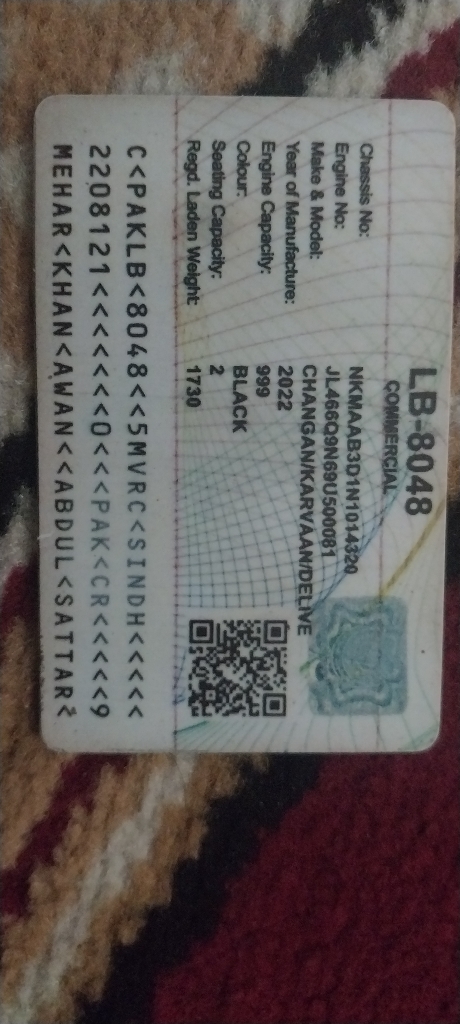 LB-8048
COMMERCIAL
Chassis No: NKMAAB3D1N1014320
Engine No: JL466Q9N69U500081
Make & Model: CHANGAN/KARVAAN/DELIVE
Year of Manufacture: 2022
Engine Capacity: 999
Colour: BLACK
Seating Capacity: 2
Regd. Laden Weight: 1730
C<PAKLB<8048<<5MVRC<SINDH<<<<<
2208121<<<<<<<0<<<PAK<CR<<<<<9
MEHAR<KHAN<AWAN<<ABDUL<SATTAR<